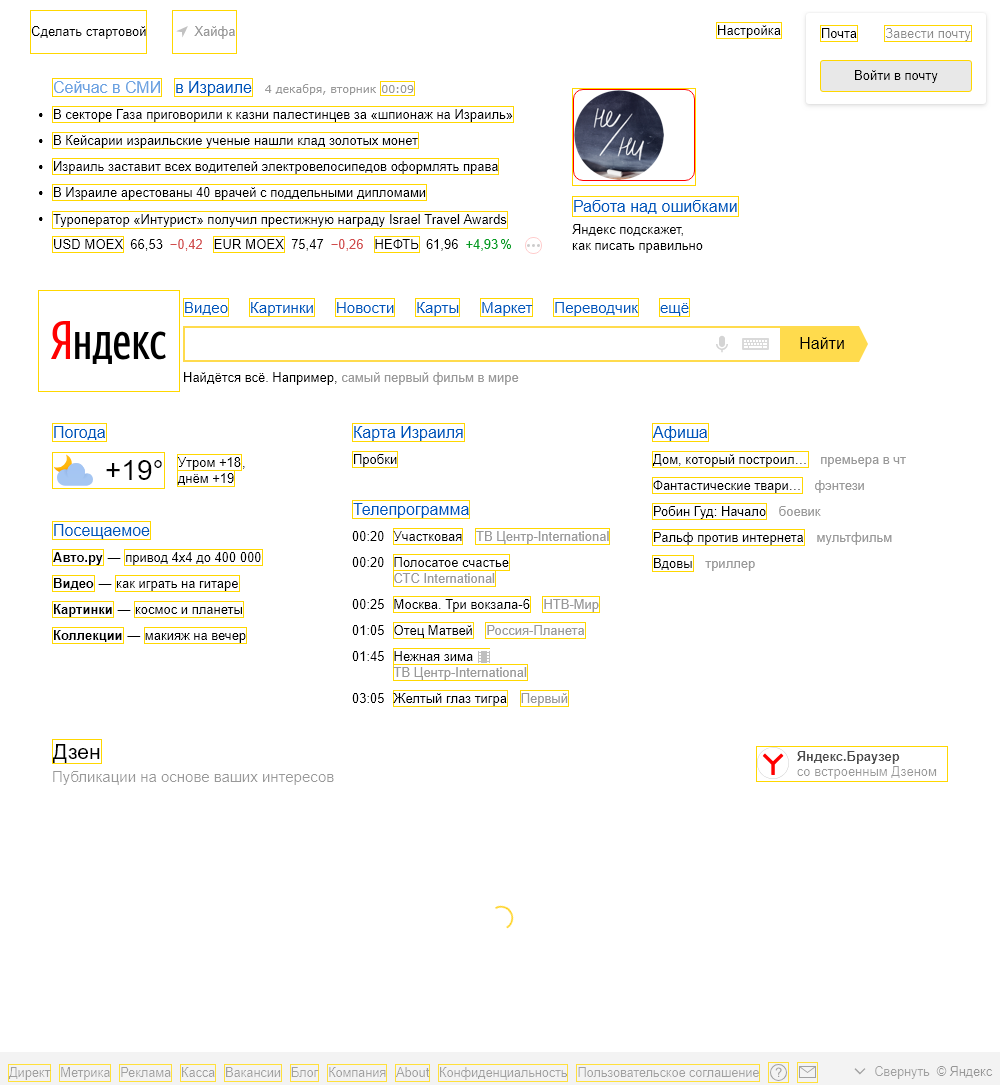 Сделать стартовой Хайфа Настройка Почта Завести почту
Войти в почту
Сейчас в СМИ в Израиле 4 декабря, вторник 00:09
• В секторе Газа приговорили к казни палестинцев за «шпионаж на Израиль»
• В Кейсарии израильские ученые нашли клад золотых монет
• Израиль заставит всех водителей электровелосипедов оформлять права
• В Израиле арестованы 40 врачей с поддельными дипломами
• Туроператор «Интурист» получил престижную награду Israel Travel Awards
USD MOEX 66,53 −0,42 EUR MOEX 75,47 −0,26 НЕФТЬ 61,96 +4,93 %
не/ни
Работа над ошибками
Яндекс подскажет,
как писать правильно
Яндекс
Видео Картинки Новости Карты Маркет Переводчик ещё
Найти
Найдётся всё. Например, самый первый фильм в мире
Погода
+19° Утром +18,
днём +19
Посещаемое
Авто.ру — привод 4x4 до 400 000
Видео — как играть на гитаре
Картинки — космос и планеты
Коллекции — макияж на вечер
Карта Израиля
Пробки
Телепрограмма
00:20 Участковая ТВ Центр-International
00:20 Полосатое счастье
СТС International
00:25 Москва. Три вокзала-6 НТВ-Мир
01:05 Отец Матвей Россия-Планета
01:45 Нежная зима
ТВ Центр-International
03:05 Желтый глаз тигра Первый
Афиша
Дом, который построил... премьера в чт
Фантастические твари... фэнтези
Робин Гуд: Начало боевик
Ральф против интернета мультфильм
Вдовы триллер
Дзен
Публикации на основе ваших интересов
Яндекс.Браузер
со встроенным Дзеном
Директ Метрика Реклама Касса Вакансии Блог Компания About Конфиденциальность Пользовательское соглашение ? Свернуть © Яндекс